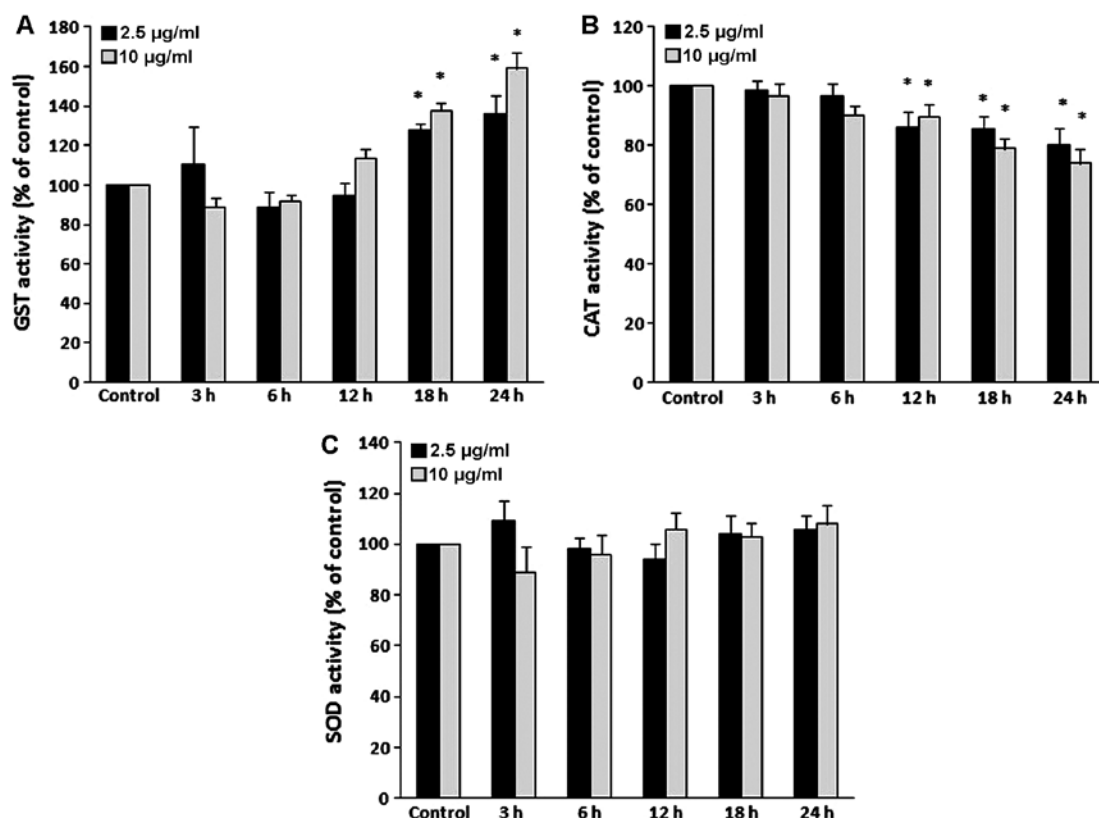 A
2.5 µg/ml
10 µg/ml
GST activity (% of control)
180
160
140
120
100
80
60
40
20
0
* * * *
Control 3 h 6 h 12 h 18 h 24 h
B
2.5 µg/ml
10 µg/ml
CAT activity (% of control)
120
100
80
60
40
20
0
* * * * * *
Control 3 h 6 h 12 h 18 h 24 h
C
2.5 µg/ml
10 µg/ml
SOD activity (% of control)
140
120
100
80
60
40
20
0
Control 3 h 6 h 12 h 18 h 24 h